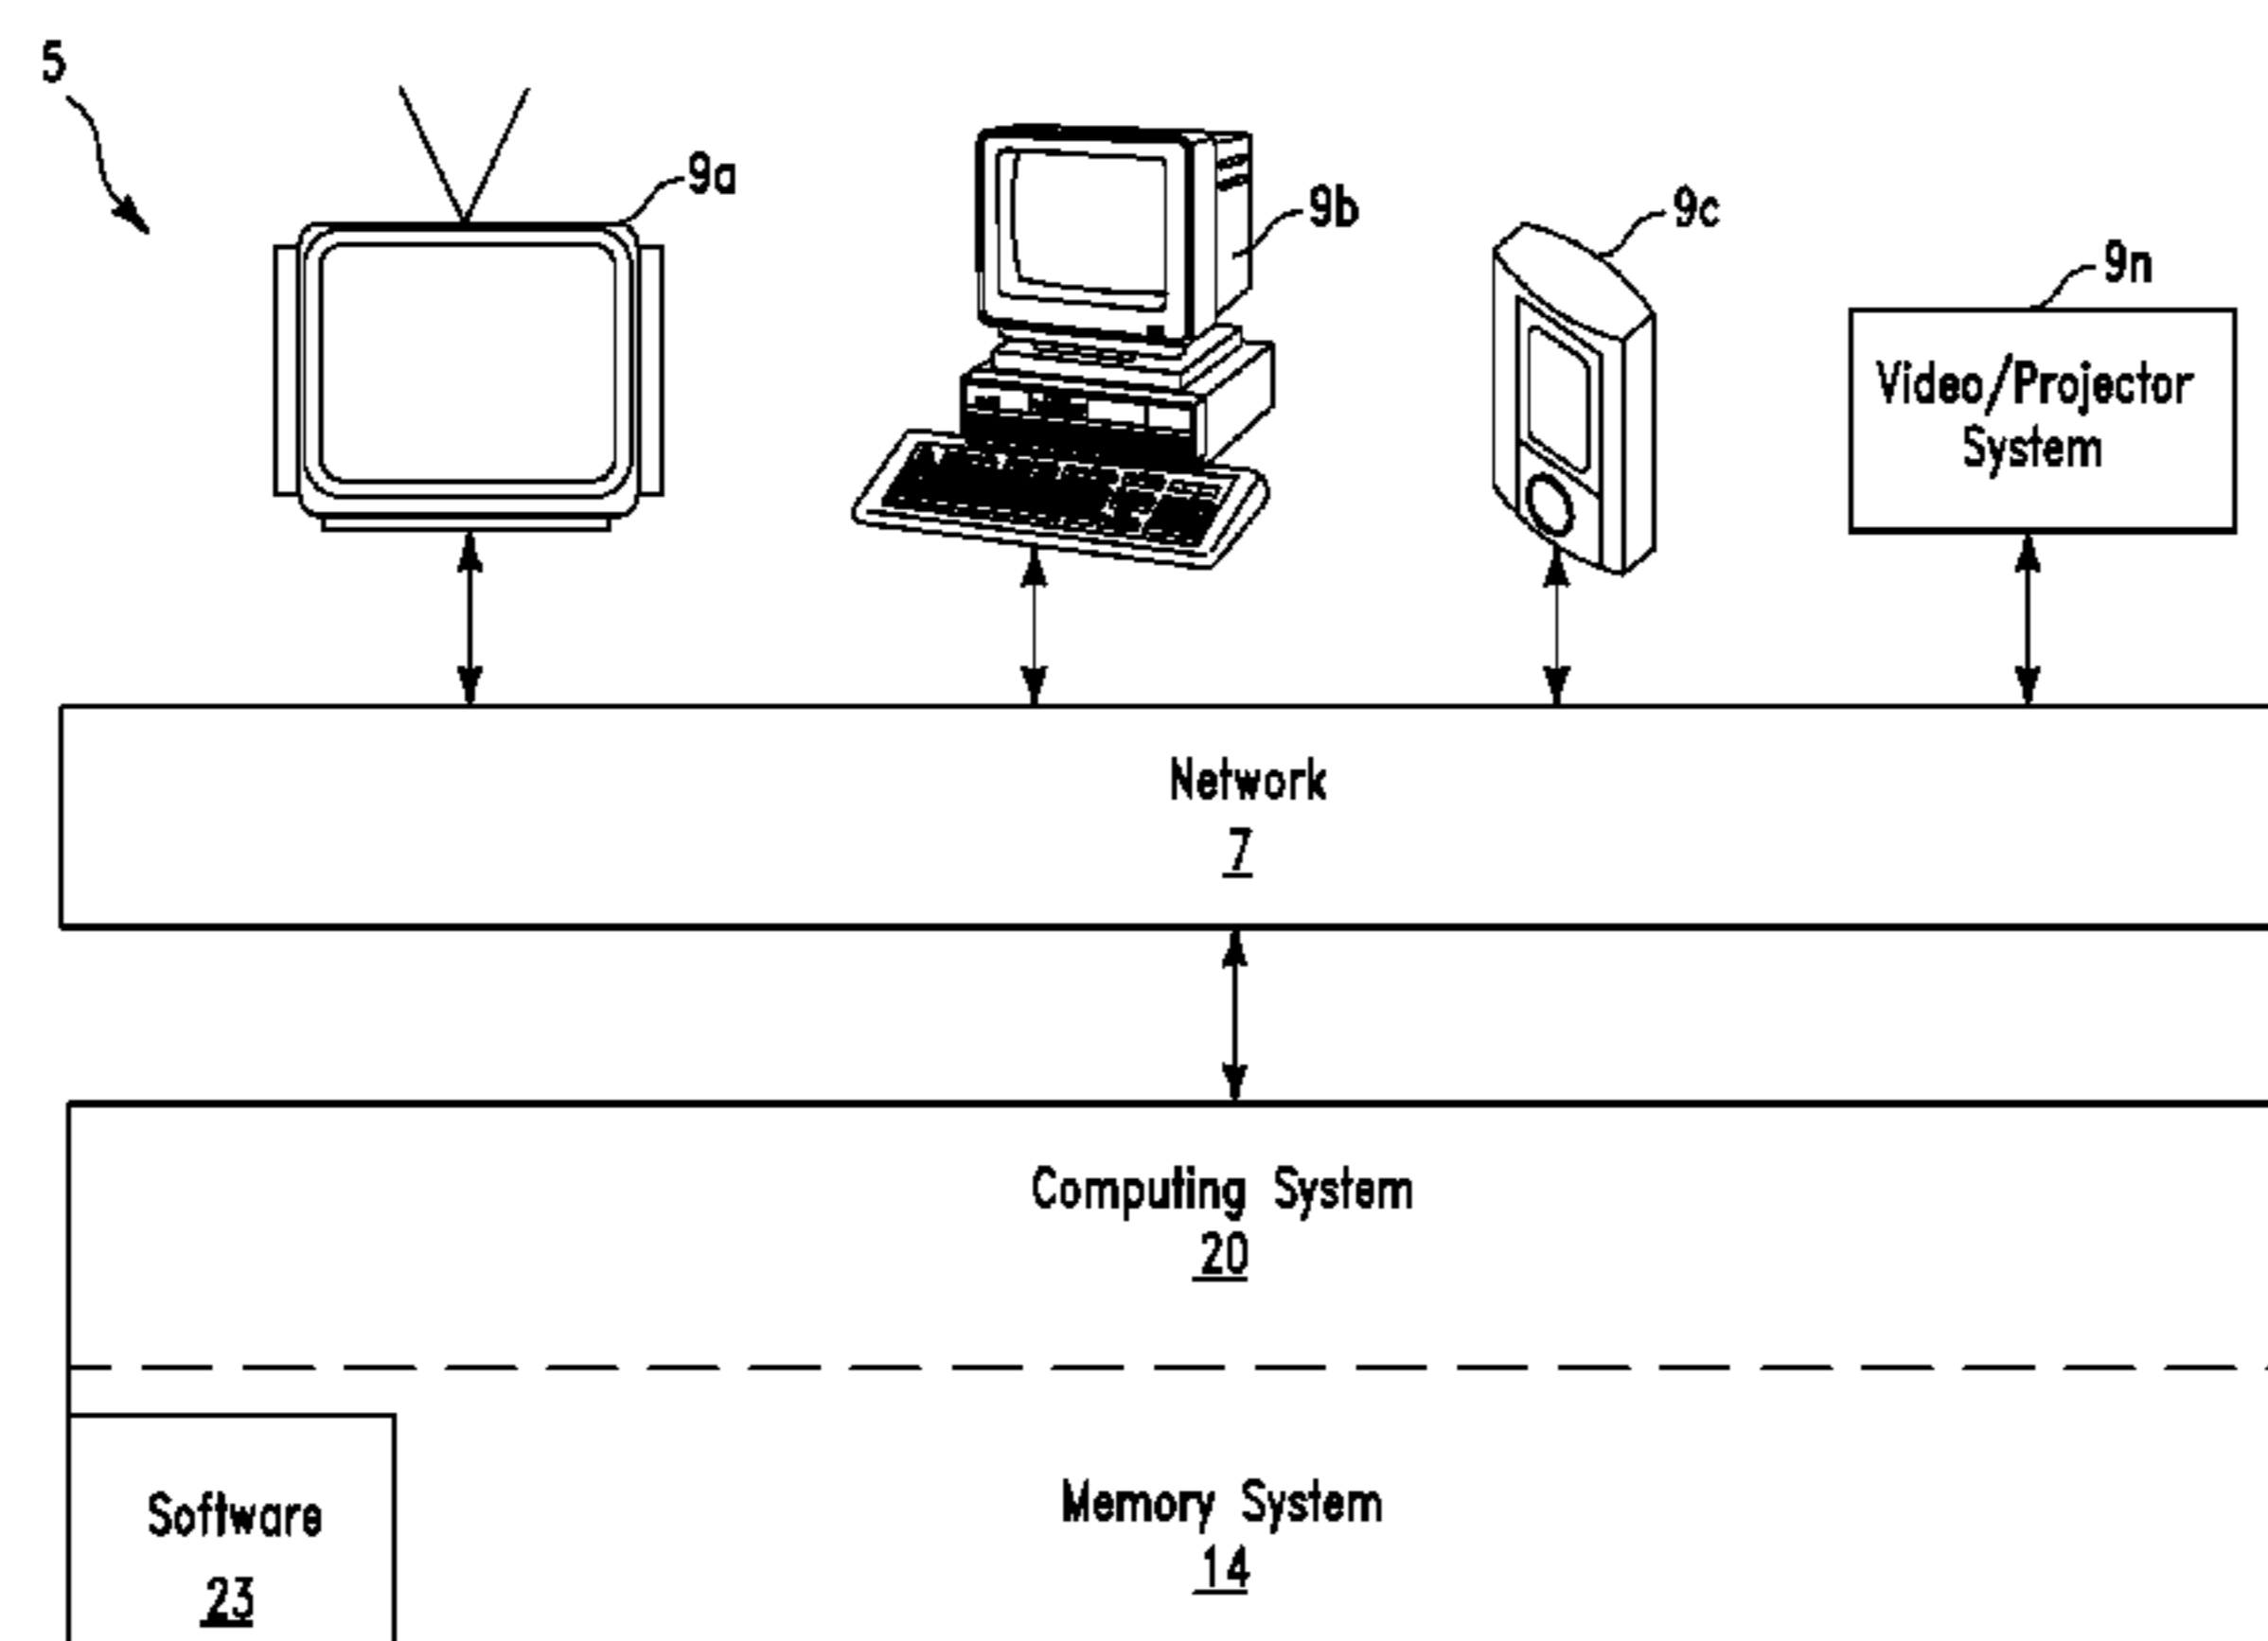 5
9a
9b
9c
9n
Video/Projector
System
Network
7
Computing System
20
Software
23
Memory System
14